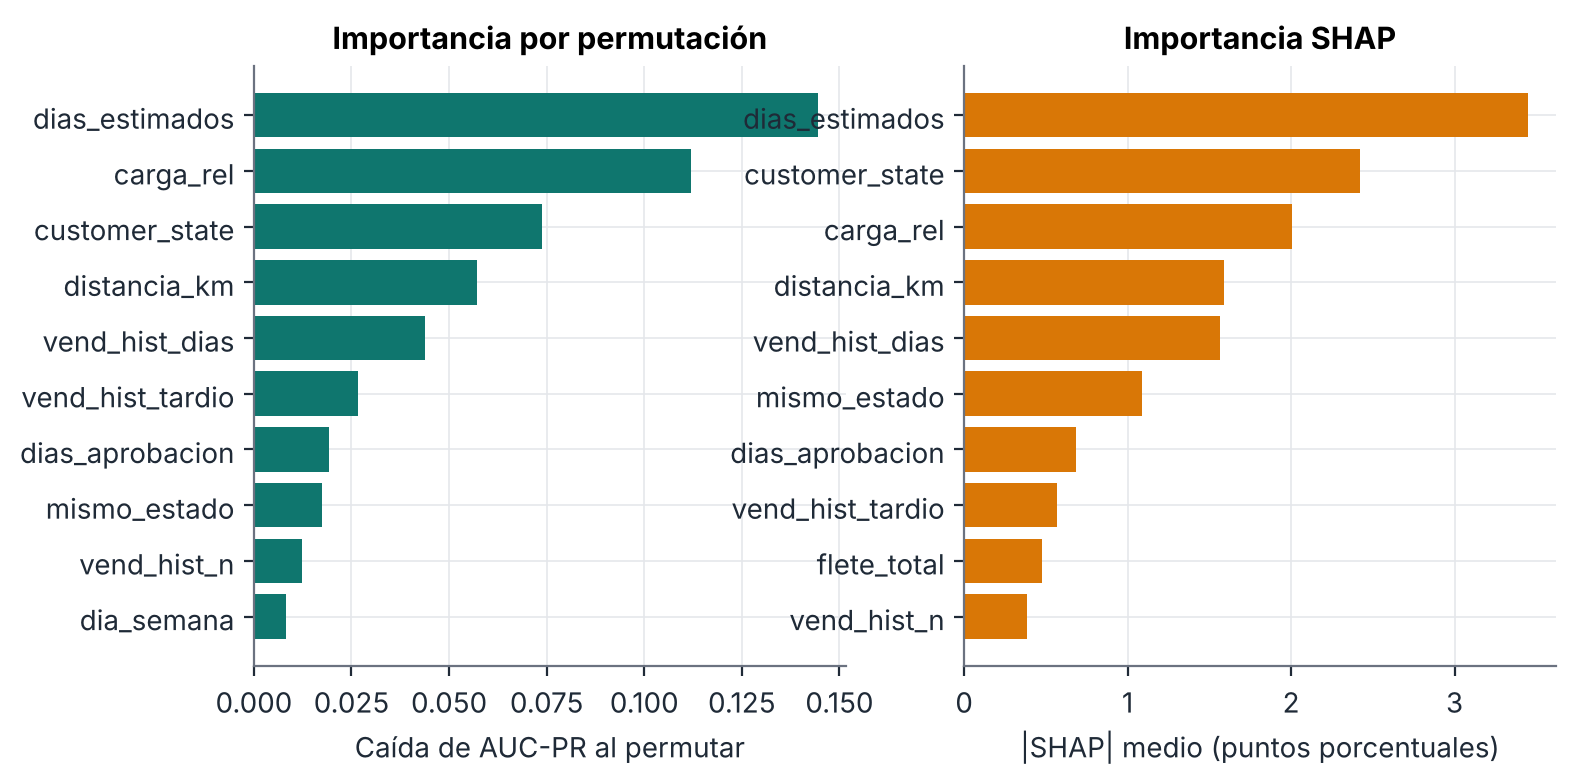 Importancia por permutación
dias_estimados
carga_rel
customer_state
distancia_km
vend_hist_dias
vend_hist_tardio
dias_aprobacion
mismo_estado
vend_hist_n
dia_semana
0.000 0.025 0.050 0.075 0.100 0.125 0.150
Caída de AUC-PR al permutar
Importancia SHAP
dias_estimados
customer_state
carga_rel
distancia_km
vend_hist_dias
mismo_estado
dias_aprobacion
vend_hist_tardio
flete_total
vend_hist_n
0 1 2 3
|SHAP| medio (puntos porcentuales)